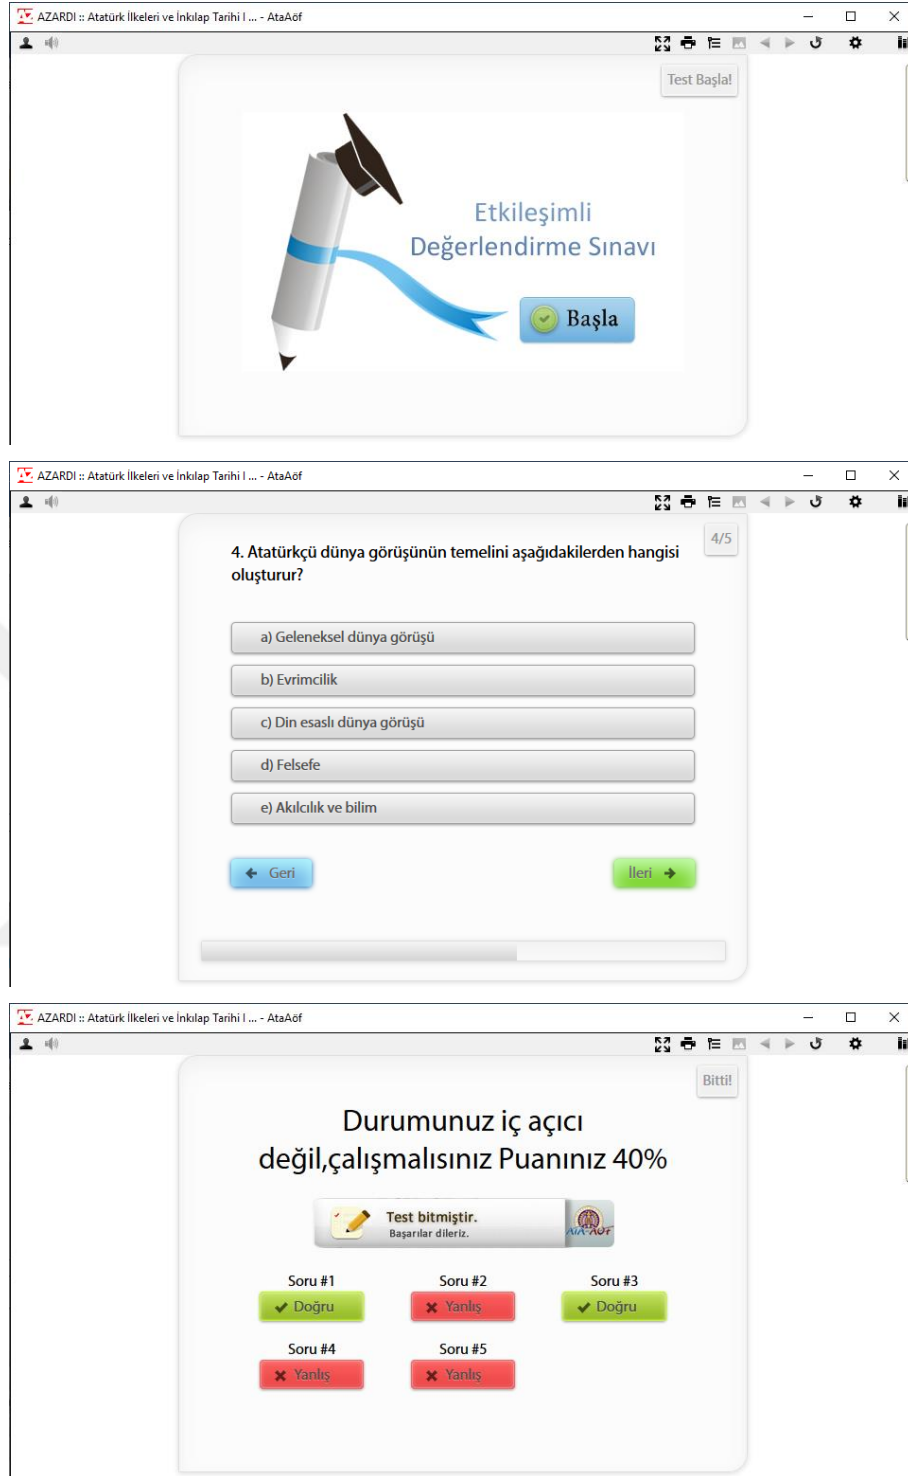 AZARDI :: Atatürk İlkeleri ve İnkılap Tarihi I ... - AtaAöf
Test Başla!
Etkileşimli
Değerlendirme Sınavı
Başla
AZARDI :: Atatürk İlkeleri ve İnkılap Tarihi I ... - AtaAöf
4/5
4. Atatürkçü dünya görüşünün temelini aşağıdakilerden hangisi
oluşturur?
a) Geleneksel dünya görüşü
b) Evrimcilik
c) Din esaslı dünya görüşü
d) Felsefe
e) Akılcılık ve bilim
Geri
İleri
AZARDI :: Atatürk İlkeleri ve İnkılap Tarihi I ... - AtaAöf
Bitti!
Durumunuz iç açıcı
değil,çalışmalısınız Puanınız 40%
Test bitmiştir.
Başarılar dileriz.
ATA-AÖF
Soru #1 Soru #2 Soru #3
Doğru Yanlış Doğru
Soru #4 Soru #5
Yanlış Yanlış